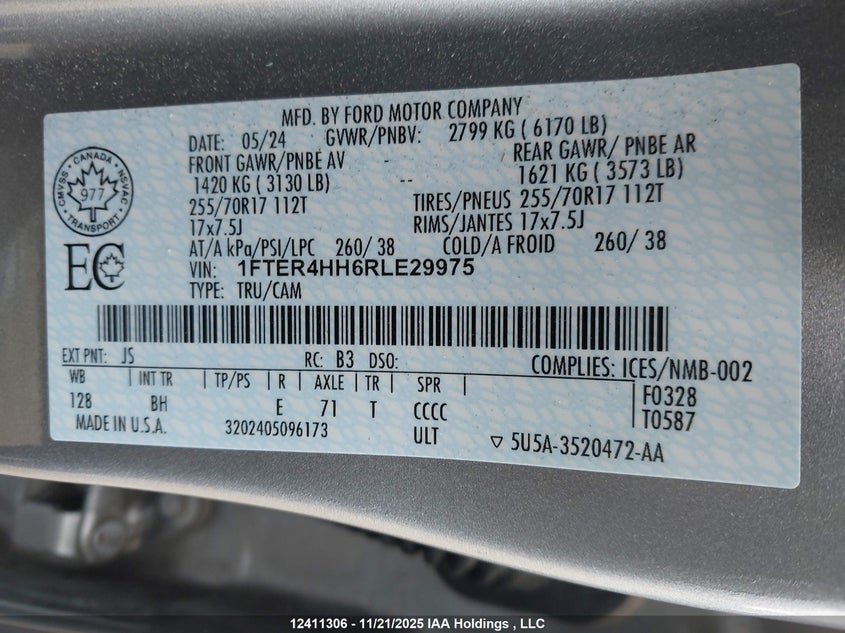 MFD. BY FORD MOTOR COMPANY
DATE: 05/24 GVWR/PNBV: 2799 KG ( 6170 LB)
FRONT GAWR/PNBE AV - REAR GAWR/ PNBE AR
1420 KG ( 3130 LB) -- 1621 KG ( 3573 LB)
255/70R17 112T TIRES/PNEUS 255/70R17 112T
17x7.5J RIMS/JANTES 17x7.5J
AT/A kPa/PSI/LPC 260/ 38 COLD/A FROID 260/ 38
VIN: 1FTER4HH6RLE29975
TYPE: TRU/CAM
CANADA
CMVSS NSVAC
977
TRANSPORT
EC
EXT PNT: JS RC: B3 DSO: COMPLIES: ICES/NMB-002
WB INT TR TP/PS R AXLE TR SPR F0328
128 BH E 71 T CCCC T0587
MADE IN U.S.A. 3202405096173 ULT 5U5A-3520472-AA
12411306 - 11/21/2025 IAA Holdings , LLC